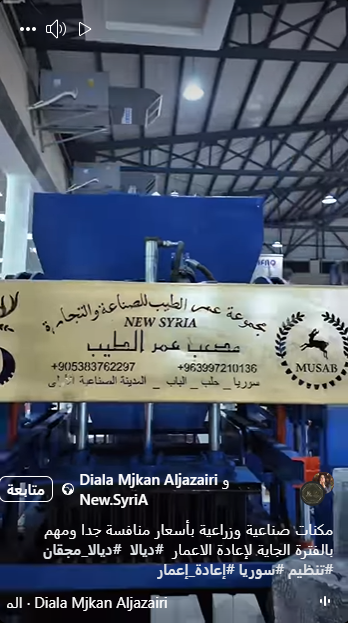 مجموعة عمر الطيب للصناعة والتجارة
NEW SYRIA
مصعب عمر الطيب
+905383762297 +963997210136
سوريا _ حلب _ الباب _ المدينة الصناعية الأولى
MUSAB
Diala Mjkan Aljazairi و
New.SyriA
متابعة
مكنات صناعية وزراعية بأسعار منافسة جدا ومهم
بالفترة الجاية لإعادة الاعمار #ديالا #ديالا_مجقان
#تنظيم #سوريا #إعادة_إعمار
Diala Mjkan Aljazairi · الم